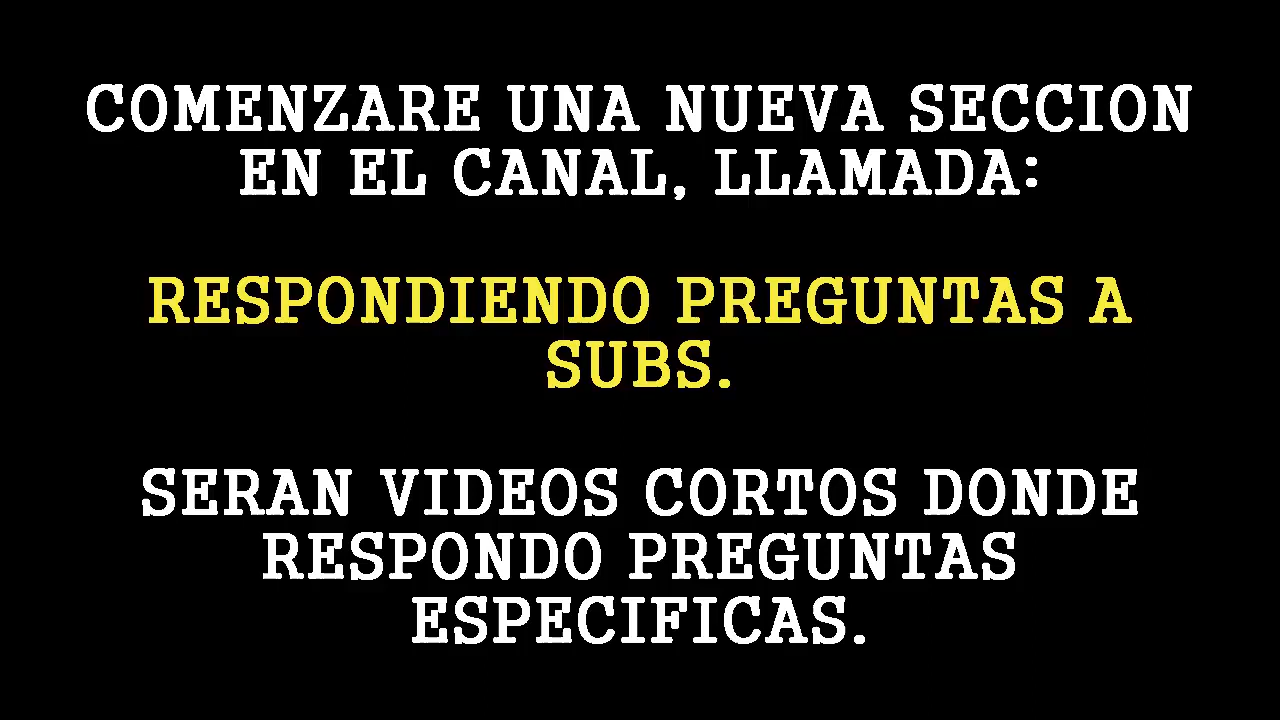 COMENZARE UNA NUEVA SECCION
EN EL CANAL, LLAMADA:
RESPONDIENDO PREGUNTAS A
SUBS.
SERAN VIDEOS CORTOS DONDE
RESPONDO PREGUNTAS
ESPECIFICAS.